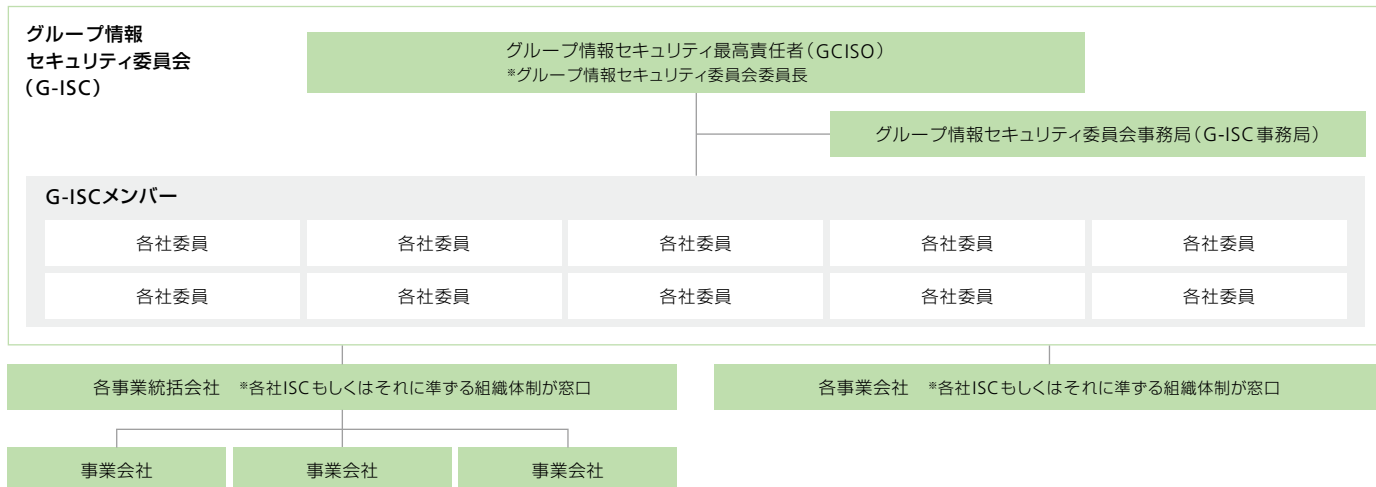 グループ情報
セキュリティ委員会
(G-ISC)
グループ情報セキュリティ最高責任者(GCISO)
※グループ情報セキュリティ委員会委員長
グループ情報セキュリティ委員会事務局(G-ISC事務局)
G-ISCメンバー
各社委員 各社委員 各社委員 各社委員 各社委員
各社委員 各社委員 各社委員 各社委員 各社委員
各事業統括会社 ※各社ISCもしくはそれに準ずる組織体制が窓口
各事業会社 ※各社ISCもしくはそれに準ずる組織体制が窓口
事業会社 事業会社 事業会社